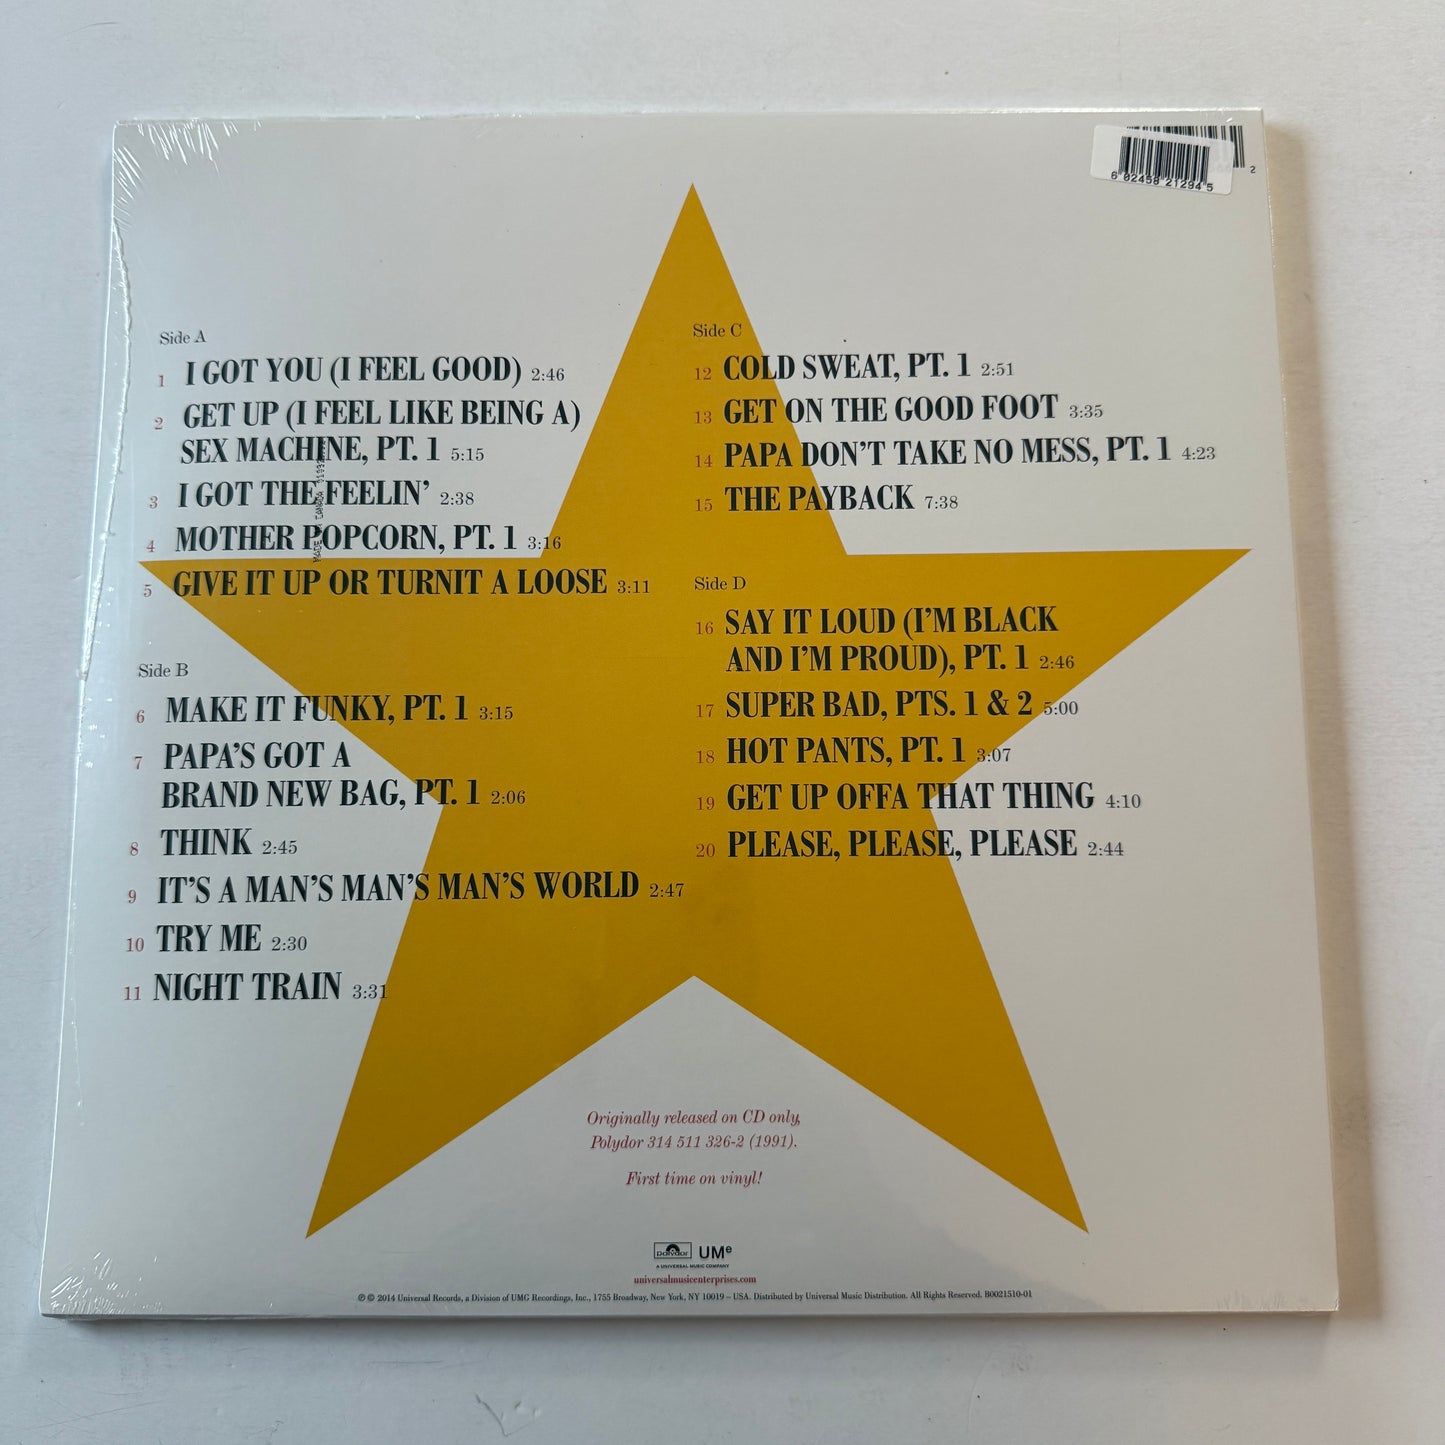 6 02458 21294 5
2
Side A
1 I GOT YOU (I FEEL GOOD) 2:46
2 GET UP (I FEEL LIKE BEING A)
SEX MACHINE, PT. 1 5:15
3 I GOT THE FEELIN' 2:38
4 MOTHER POPCORN, PT. 1 3:16
5 GIVE IT UP OR TURNIT A LOOSE 3:11
Side B
6 MAKE IT FUNKY, PT. 1 3:15
7 PAPA'S GOT A
BRAND NEW BAG, PT. 1 2:06
8 THINK 2:45
9 IT'S A MAN'S MAN'S MAN'S WORLD 2:47
10 TRY ME 2:30
11 NIGHT TRAIN 3:31
MADE IN CANADA
Side C
12 COLD SWEAT, PT. 1 2:51
13 GET ON THE GOOD FOOT 3:35
14 PAPA DON'T TAKE NO MESS, PT. 1 4:23
15 THE PAYBACK 7:38
Side D
16 SAY IT LOUD (I'M BLACK
AND I'M PROUD), PT. 1 2:46
17 SUPER BAD, PTS. 1 & 2 5:00
18 HOT PANTS, PT. 1 3:07
19 GET UP OFFA THAT THING 4:10
20 PLEASE, PLEASE, PLEASE 2:44
Originally released on CD only,
Polydor 314 511 326-2 (1991).
First time on vinyl!
polydor UMe
A UNIVERSAL MUSIC COMPANY
universalmusicenterprises.com
℗ © 2014 Universal Records, a Division of UMG Recordings, Inc., 1755 Broadway, New York, NY 10019 – USA. Distributed by Universal Music Distribution. All Rights Reserved. B0021510-01